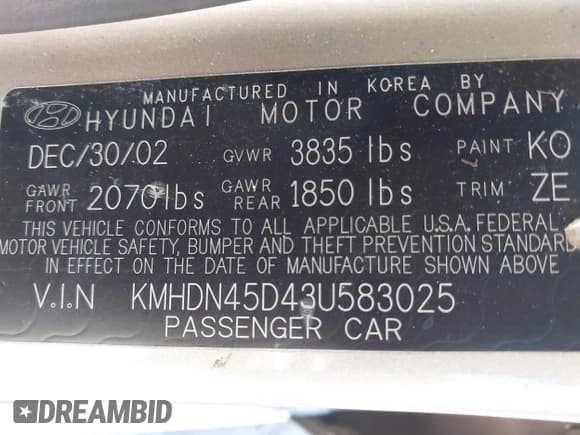 MANUFACTURED IN KOREA BY
HYUNDAI MOTOR COMPANY
DEC/30/02 GVWR 3835 lbs PAINT KO
GAWR FRONT 2070 lbs GAWR REAR 1850 lbs TRIM ZE
THIS VEHICLE CONFORMS TO ALL APPLICABLE U.S.A. FEDERAL
MOTOR VEHICLE SAFETY, BUMPER AND THEFT PREVENTION STANDARD
IN EFFECT ON THE DATE OF MANUFACTURE SHOWN ABOVE
V.I.N KMHDN45D43U583025
PASSENGER CAR
DREAMBID